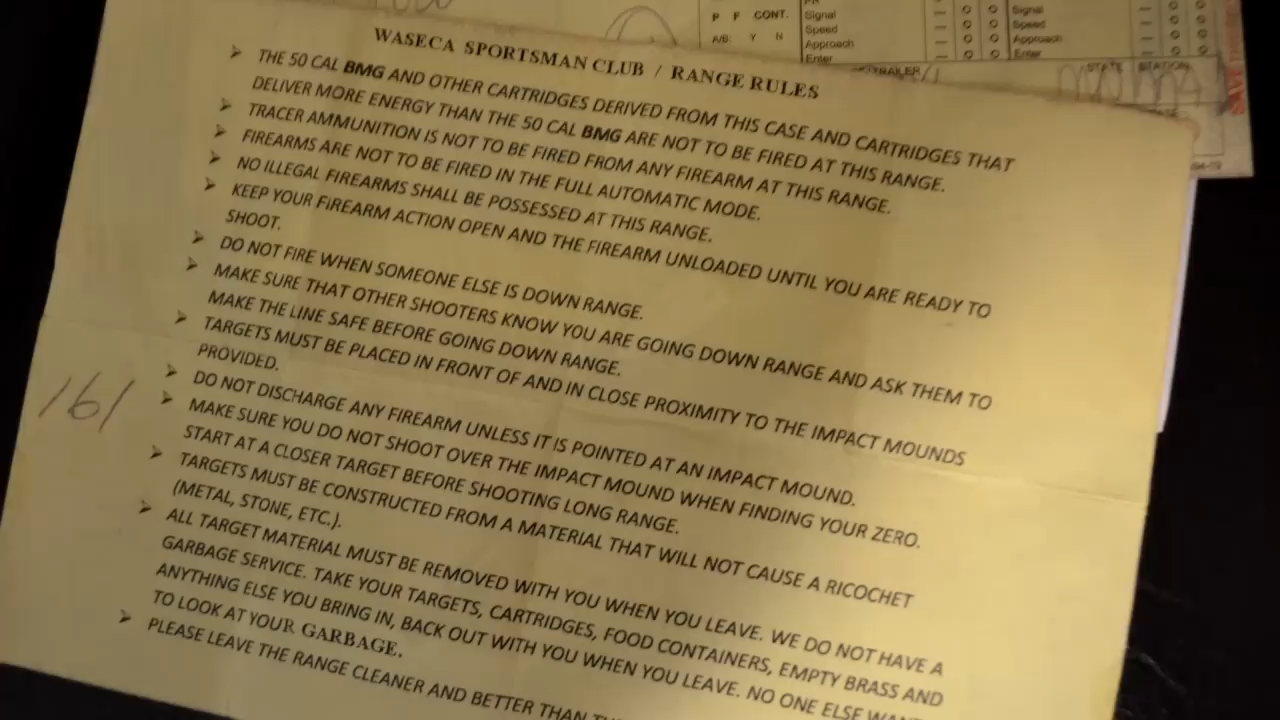 P F CONT.
A/B: Y N
Signal
Speed
Approach
Enter
Signal
Speed
Approach
Enter
TRAILER
STATE STATION
WASECA SPORTSMAN CLUB / RANGE RULES
➢ THE 50 CAL BMG AND OTHER CARTRIDGES DERIVED FROM THIS CASE AND CARTRIDGES THAT
DELIVER MORE ENERGY THAN THE 50 CAL BMG ARE NOT TO BE FIRED AT THIS RANGE.
➢ TRACER AMMUNITION IS NOT TO BE FIRED FROM ANY FIREARM AT THIS RANGE.
➢ FIREARMS ARE NOT TO BE FIRED IN THE FULL AUTOMATIC MODE.
➢ NO ILLEGAL FIREARMS SHALL BE POSSESSED AT THIS RANGE.
➢ KEEP YOUR FIREARM ACTION OPEN AND THE FIREARM UNLOADED UNTIL YOU ARE READY TO
SHOOT.
➢ DO NOT FIRE WHEN SOMEONE ELSE IS DOWN RANGE.
➢ MAKE SURE THAT OTHER SHOOTERS KNOW YOU ARE GOING DOWN RANGE AND ASK THEM TO
MAKE THE LINE SAFE BEFORE GOING DOWN RANGE.
➢ TARGETS MUST BE PLACED IN FRONT OF AND IN CLOSE PROXIMITY TO THE IMPACT MOUNDS
PROVIDED.
➢ DO NOT DISCHARGE ANY FIREARM UNLESS IT IS POINTED AT AN IMPACT MOUND.
➢ MAKE SURE YOU DO NOT SHOOT OVER THE IMPACT MOUND WHEN FINDING YOUR ZERO.
START AT A CLOSER TARGET BEFORE SHOOTING LONG RANGE.
➢ TARGETS MUST BE CONSTRUCTED FROM A MATERIAL THAT WILL NOT CAUSE A RICOCHET
(METAL, STONE, ETC.).
➢ ALL TARGET MATERIAL MUST BE REMOVED WITH YOU WHEN YOU LEAVE. WE DO NOT HAVE A
GARBAGE SERVICE. TAKE YOUR TARGETS, CARTRIDGES, FOOD CONTAINERS, EMPTY BRASS AND
ANYTHING ELSE YOU BRING IN, BACK OUT WITH YOU WHEN YOU LEAVE. NO ONE ELSE
TO LOOK AT YOUR GARBAGE.
➢ PLEASE LEAVE THE RANGE CLEANER AND BETTER THAN
161